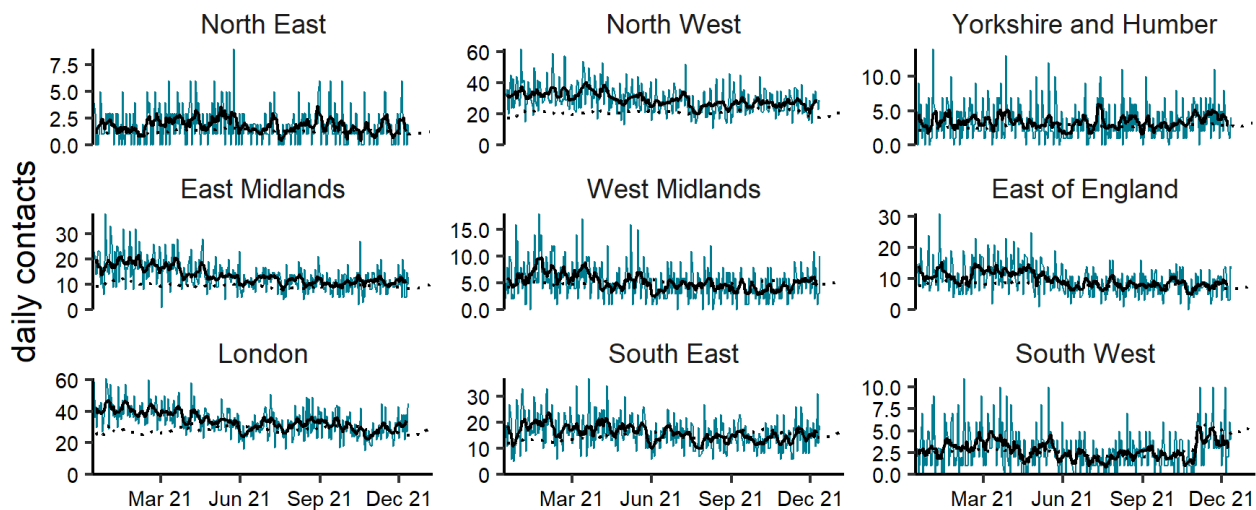 North East
North West
Yorkshire and Humber
7.5
5.0
2.5
0.0
60
40
20
0
10.0
5.0
0.0
East Midlands
West Midlands
East of England
daily contacts
30
20
10
0
15.0
10.0
5.0
0.0
30
20
10
0
London
South East
South West
60
40
20
0
30
20
10
0
10.0
7.5
5.0
2.5
0.0
Mar 21 Jun 21 Sep 21 Dec 21
Mar 21 Jun 21 Sep 21 Dec 21
Mar 21 Jun 21 Sep 21 Dec 21